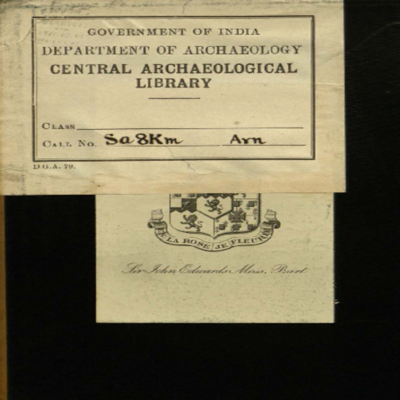 GOVERNMENT OF INDIA
DEPARTMENT OF ARCHAEOLOGY
CENTRAL ARCHAEOLOGICAL
LIBRARY
CLASS
CALL NO. Sa8Km Arn
D.G.A. 79.
DE LA ROSE JE FLEURIS
Sir John Edwards Moss, Bart